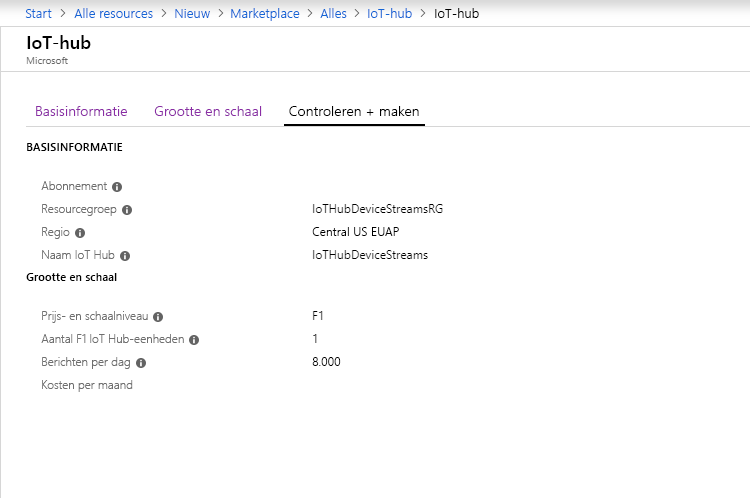 Start > Alle resources > Nieuw > Marketplace > Alles > IoT-hub > IoT-hub
IoT-hub
Microsoft
Basisinformatie Grootte en schaal Controleren + maken
BASISINFORMATIE
Abonnement
Resourcegroep IoTHubDeviceStreamsRG
Regio Central US EUAP
Naam IoT Hub IoTHubDeviceStreams
Grootte en schaal
Prijs- en schaalniveau F1
Aantal F1 IoT Hub-eenheden 1
Berichten per dag 8.000
Kosten per maand